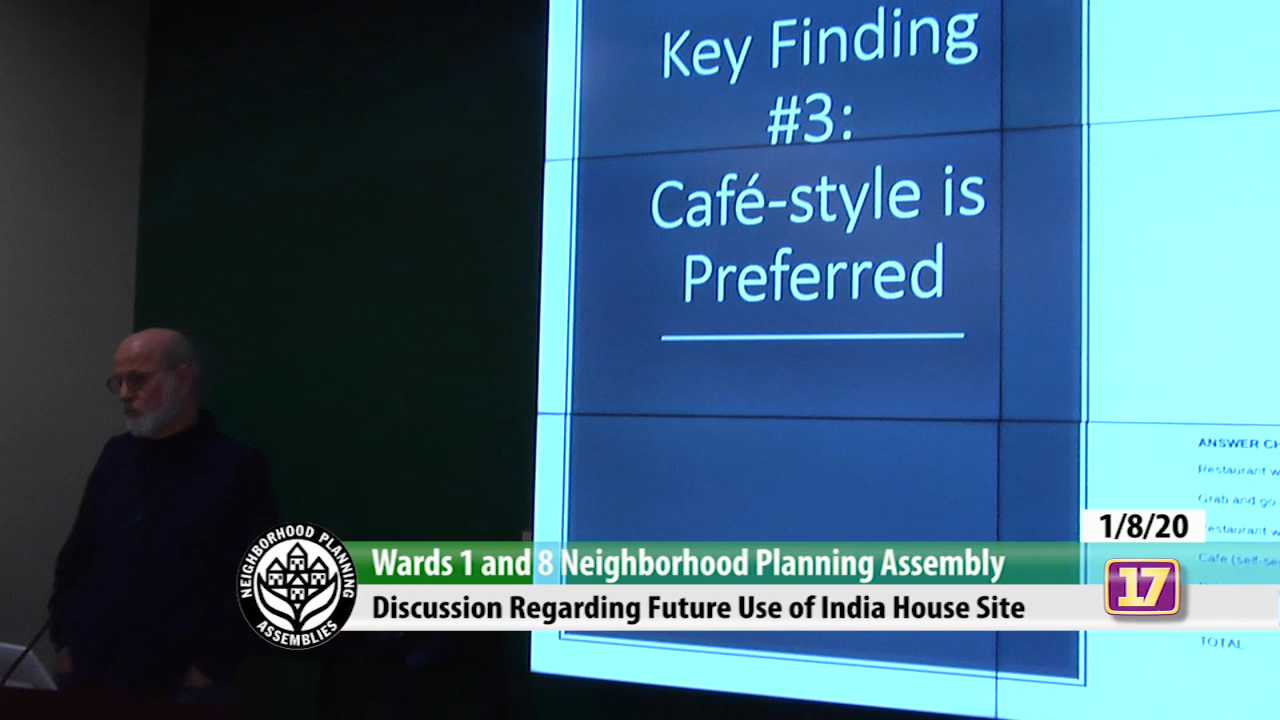 Key Finding
#3:
Café-style is
Preferred
ANSWER CH
Restaurant w
Grab and go
1/8/20
estaurant w
Wards 1 and 8 Neighborhood Planning Assembly
Cafe (self-se
17
Discussion Regarding Future Use of India House Site
NEIGHBORHOOD PLANNING
ASSEMBLIES
TOTAL